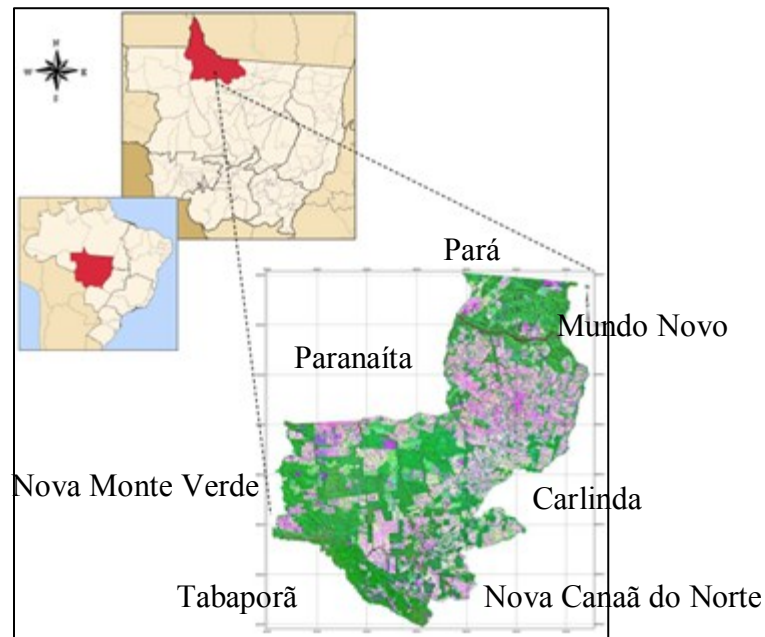 N
W
E
Pará
Mundo Novo
Paranaíta
Nova Monte Verde
Carlinda
Tabaporã
Nova Canaã do Norte